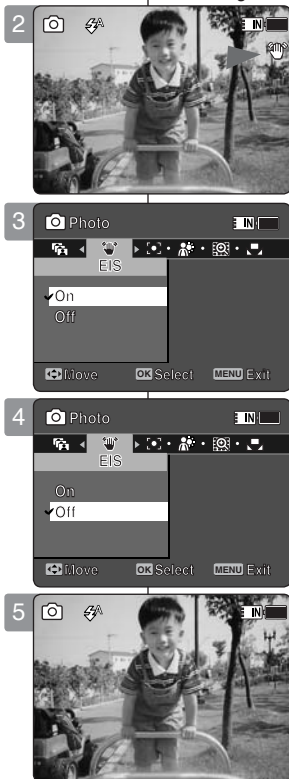 2
IN
3
Photo
IN
EIS
On
Off
Move OK Select MENU Exit
4
Photo
IN
EIS
On
Off
Move OK Select MENU Exit
5
IN